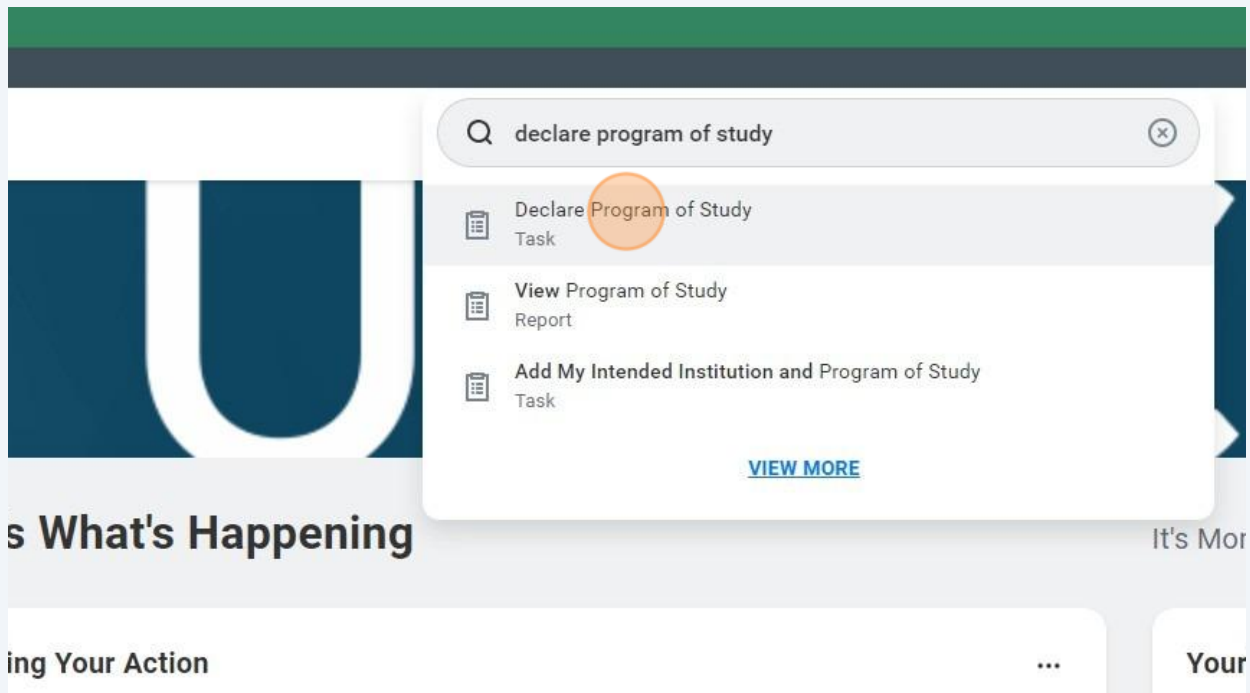 declare program of study
Declare Program of Study
Task
View Program of Study
Report
Add My Intended Institution and Program of Study
Task
VIEW MORE
U
s What's Happening
It's Mor
ing Your Action
Your